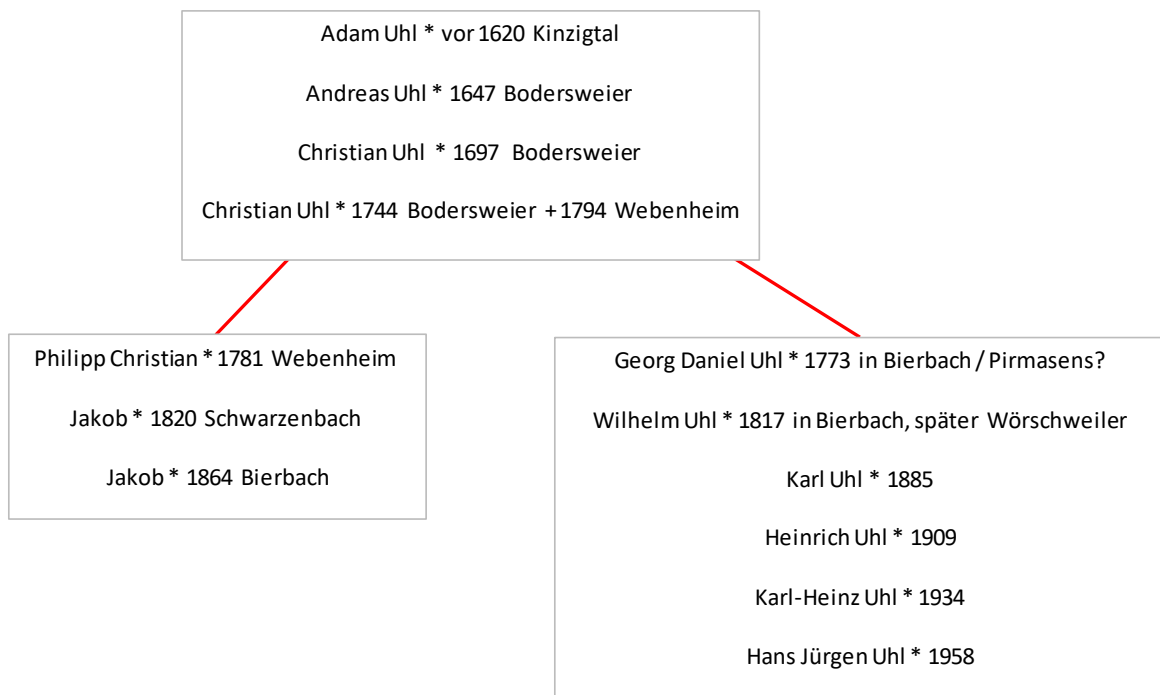 Adam Uhl * vor 1620 Kinzigtal
Andreas Uhl * 1647 Bodersweier
Christian Uhl * 1697 Bodersweier
Christian Uhl * 1744 Bodersweier +1794 Webenheim
Philipp Christian * 1781 Webenheim
Jakob * 1820 Schwarzenbach
Jakob * 1864 Bierbach
Georg Daniel Uhl * 1773 in Bierbach / Pirmasens?
Wilhelm Uhl * 1817 in Bierbach, später Wörschweiler
Karl Uhl * 1885
Heinrich Uhl * 1909
Karl-Heinz Uhl * 1934
Hans Jürgen Uhl * 1958